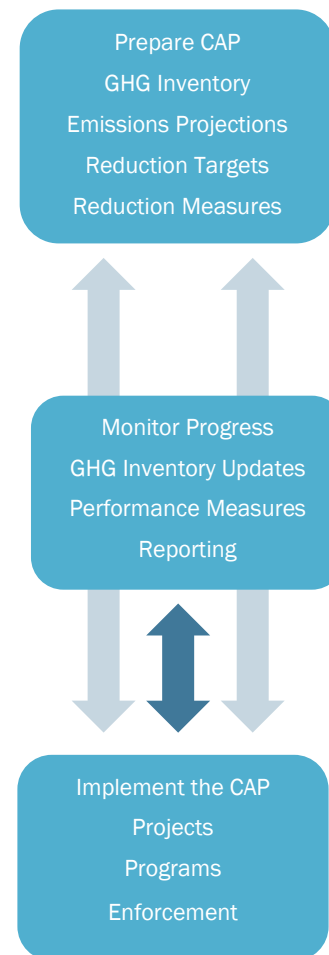 Prepare CAP
GHG Inventory
Emissions Projections
Reduction Targets
Reduction Measures
Monitor Progress
GHG Inventory Updates
Performance Measures
Reporting
Implement the CAP
Projects
Programs
Enforcement